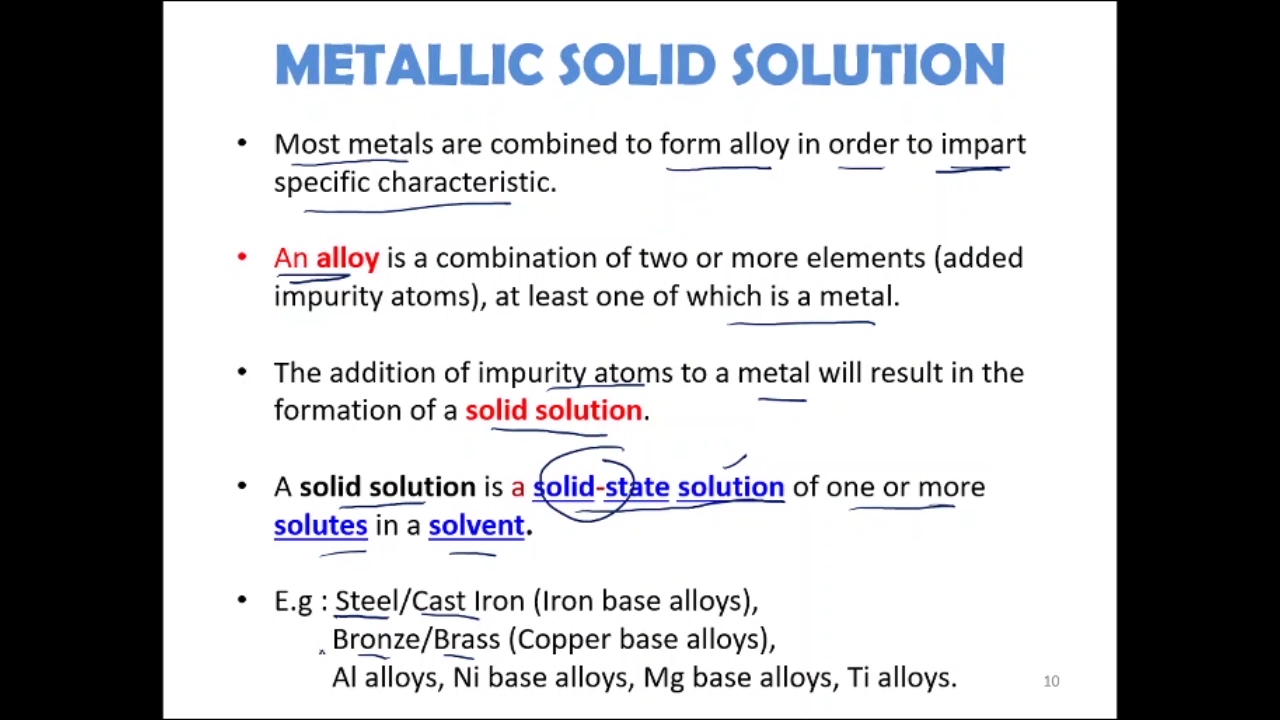 METALLIC SOLID SOLUTION
• Most metals are combined to form alloy in order to impart
specific characteristic.
• An alloy is a combination of two or more elements (added
impurity atoms), at least one of which is a metal.
• The addition of impurity atoms to a metal will result in the
formation of a solid solution.
• A solid solution is a solid-state solution of one or more
solutes in a solvent.
• E.g : Steel/Cast Iron (Iron base alloys),
Bronze/Brass (Copper base alloys),
Al alloys, Ni base alloys, Mg base alloys, Ti alloys.
10